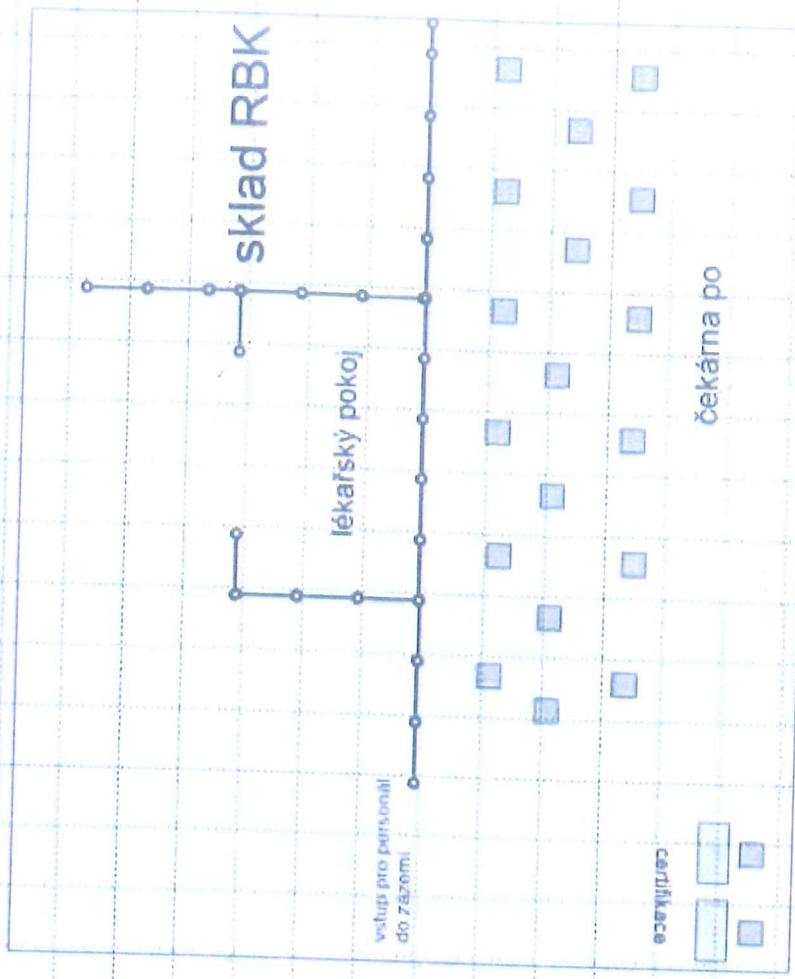 sklad RBK
lékařský pokoj
čekárna po
vstup pro personál
do zázemí
certifikace